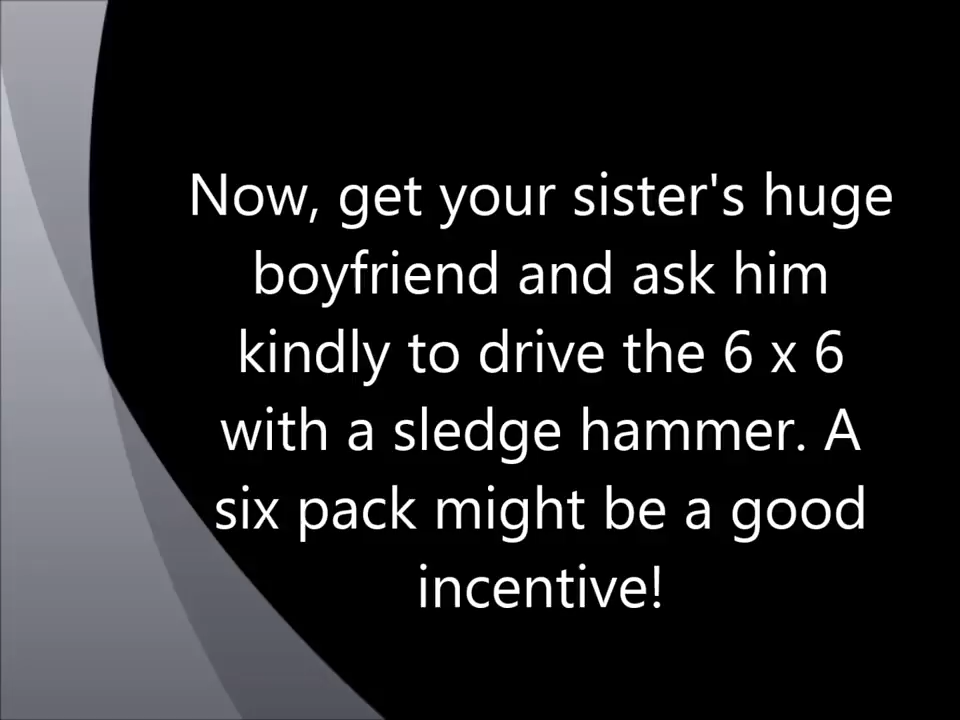 Now, get your sister's huge
boyfriend and ask him
kindly to drive the 6 x 6
with a sledge hammer. A
six pack might be a good
incentive!